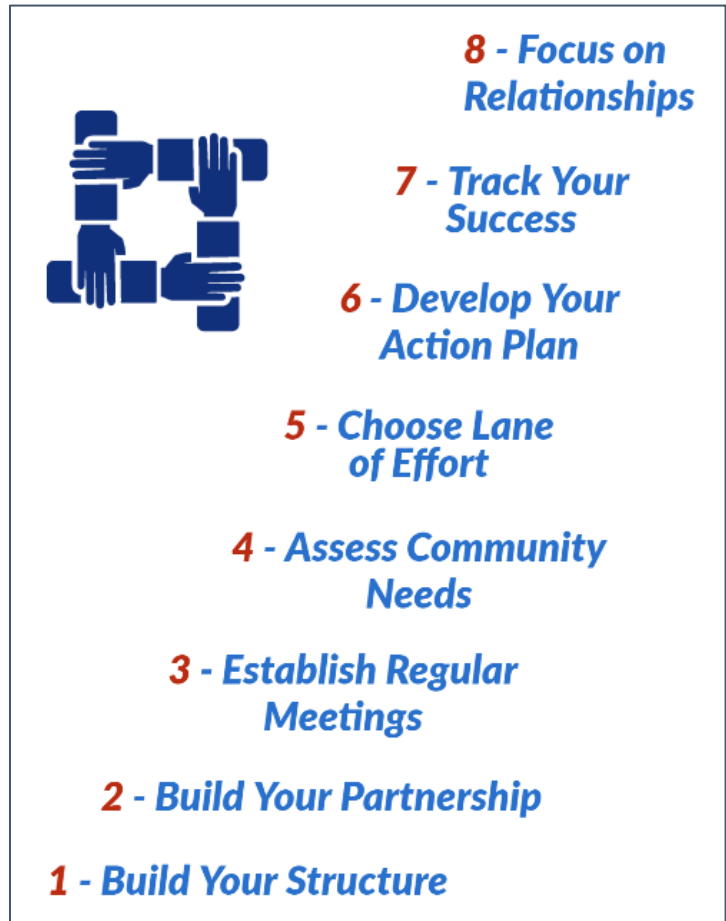 8 - Focus on
Relationships
7 - Track Your
Success
6 - Develop Your
Action Plan
5 - Choose Lane
of Effort
4 - Assess Community
Needs
3 - Establish Regular
Meetings
2 - Build Your Partnership
1 - Build Your Structure